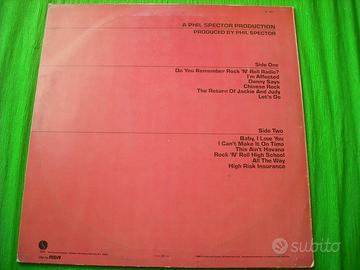 A PHIL SPECTOR PRODUCTION
PRODUCED BY PHIL SPECTOR
Side One
Do You Remember Rock 'N' Roll Radio?
I'm Affected
Danny Says
Chinese Rock
The Return Of Jackie And Judy
Let's Go
Side Two
Baby, I Love You
I Can't Make It On Time
This Ain't Havana
Rock 'N' Roll High School
All The Way
High Risk Insurance
RCA
subito